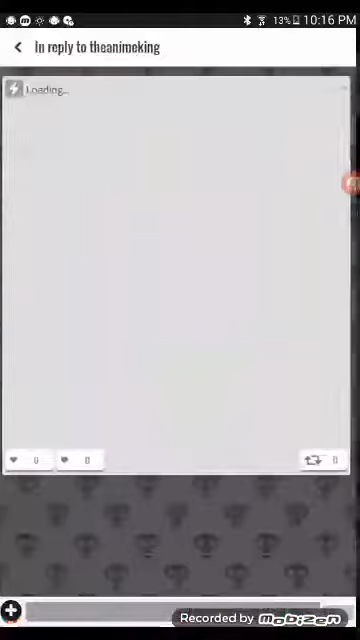 13% 10:16 PM
In reply to theanimeking
Loading...
0 0 0
Recorded by mobizen